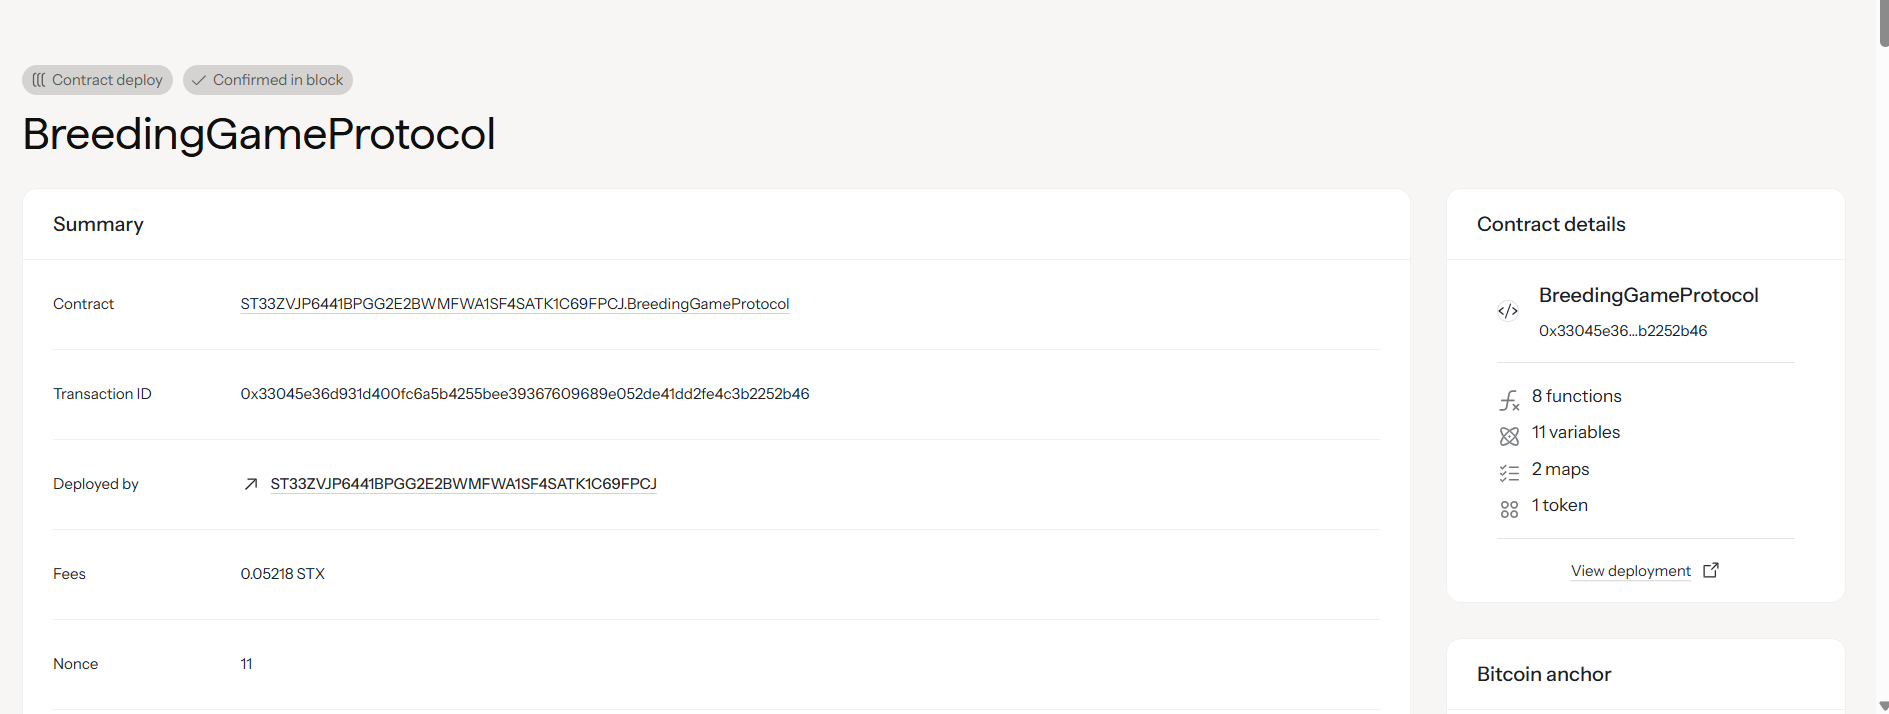 Contract deploy
Confirmed in block
BreedingGameProtocol
Summary
Contract ST33ZVJP6441BPGG2E2BWMFWA1SF4SATK1C69FPCJ.BreedingGameProtocol
Transaction ID 0x33045e36d931d400fc6a5b4255bee39367609689e052de41dd2fe4c3b2252b46
Deployed by ST33ZVJP6441BPGG2E2BWMFWA1SF4SATK1C69FPCJ
Fees 0.05218 STX
Nonce 11
Contract details
</> BreedingGameProtocol
0x33045e36...b2252b46
8 functions
11 variables
2 maps
1 token
View deployment
Bitcoin anchor